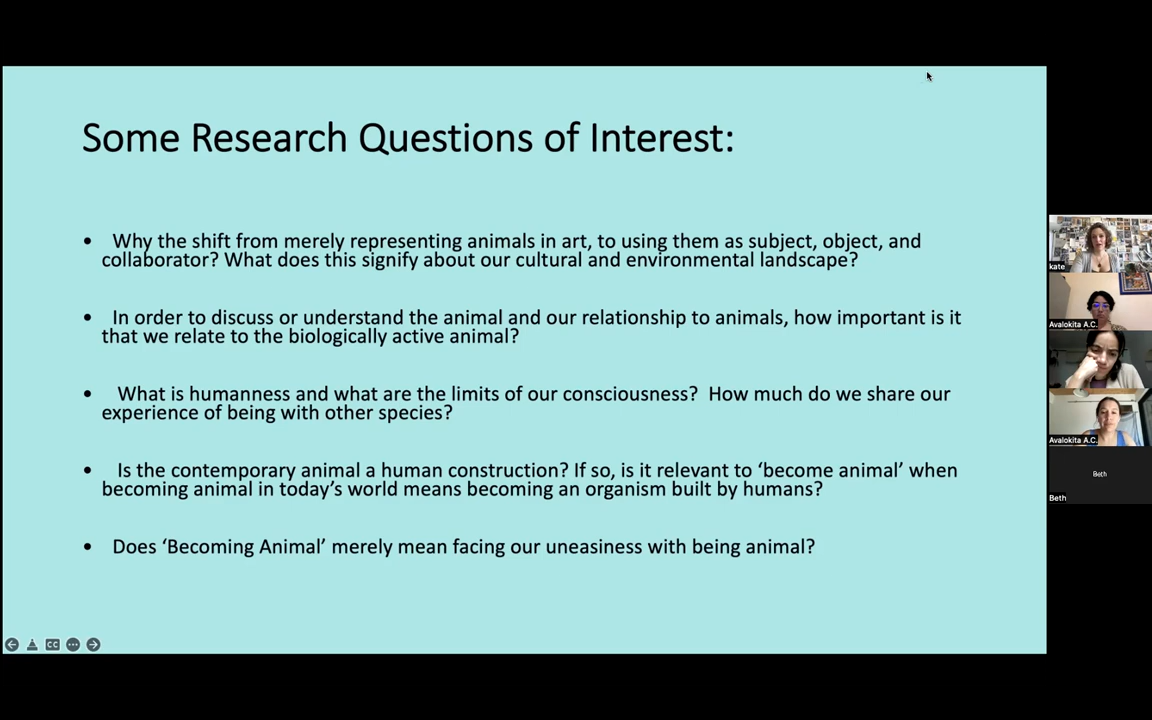 Some Research Questions of Interest:
• Why the shift from merely representing animals in art, to using them as subject, object, and
collaborator? What does this signify about our cultural and environmental landscape?
• In order to discuss or understand the animal and our relationship to animals, how important is it
that we relate to the biologically active animal?
• What is humanness and what are the limits of our consciousness? How much do we share our
experience of being with other species?
• Is the contemporary animal a human construction? If so, is it relevant to ‘become animal’ when
becoming animal in today’s world means becoming an organism built by humans?
• Does ‘Becoming Animal’ merely mean facing our uneasiness with being animal?
CC
kate
Avalokita A.C.
Avalokita A.C.
Beth
Beth